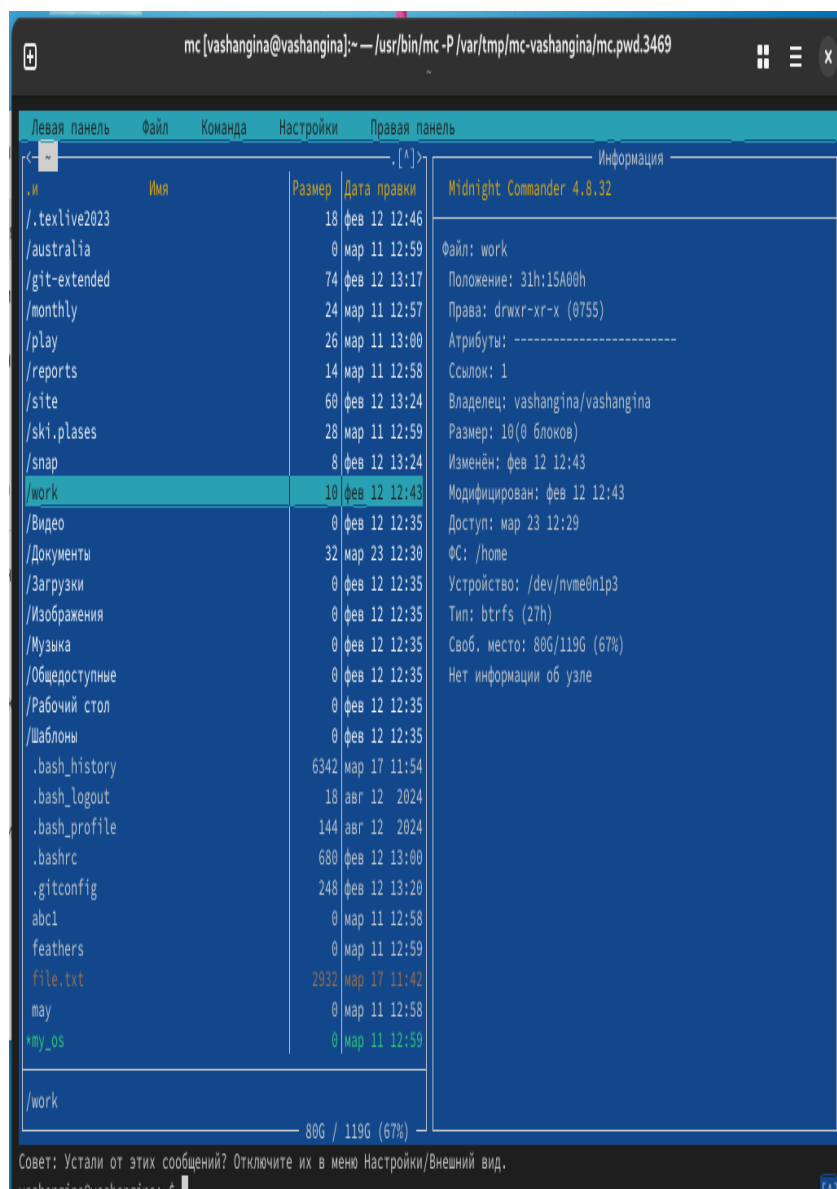 mc [vashangina@vashangina]:~ — /usr/bin/mc -P /var/tmp/mc-vashangina/mc.pwd.3469
~
Левая панель Файл Команда Настройки Правая панель
<- ~ .[^]>
.и Имя Размер Дата правки
/.texlive2023 18 фев 12 12:46
/australia 0 мар 11 12:59
/git-extended 74 фев 12 13:17
/monthly 24 мар 11 12:57
/play 26 мар 11 13:00
/reports 14 мар 11 12:58
/site 60 фев 12 13:24
/ski.plases 28 мар 11 12:59
/snap 8 фев 12 13:24
/work 10 фев 12 12:43
/Видео 0 фев 12 12:35
/Документы 32 мар 23 12:30
/Загрузки 0 фев 12 12:35
/Изображения 0 фев 12 12:35
/Музыка 0 фев 12 12:35
/Общедоступные 0 фев 12 12:35
/Рабочий стол 0 фев 12 12:35
/Шаблоны 0 фев 12 12:35
.bash_history 6342 мар 17 11:54
.bash_logout 18 авг 12 2024
.bash_profile 144 авг 12 2024
.bashrc 680 фев 12 13:00
.gitconfig 248 фев 12 13:20
abc1 0 мар 11 12:58
feathers 0 мар 11 12:59
file.txt 2932 мар 17 11:42
may 0 мар 11 12:58
*my_os 0 мар 11 12:59
/work
80G / 119G (67%)
Информация
Midnight Commander 4.8.32
Файл: work
Положение: 31h:15A00h
Права: drwxr-xr-x (0755)
Атрибуты: -------------------------
Ссылок: 1
Владелец: vashangina/vashangina
Размер: 10(0 блоков)
Изменён: фев 12 12:43
Модифицирован: фев 12 12:43
Доступ: мар 23 12:29
ФС: /home
Устройство: /dev/nvme0n1p3
Тип: btrfs (27h)
Своб. место: 80G/119G (67%)
Нет информации об узле
Совет: Устали от этих сообщений? Отключите их в меню Настройки/Внешний вид.
vashangina@vashangina:~$